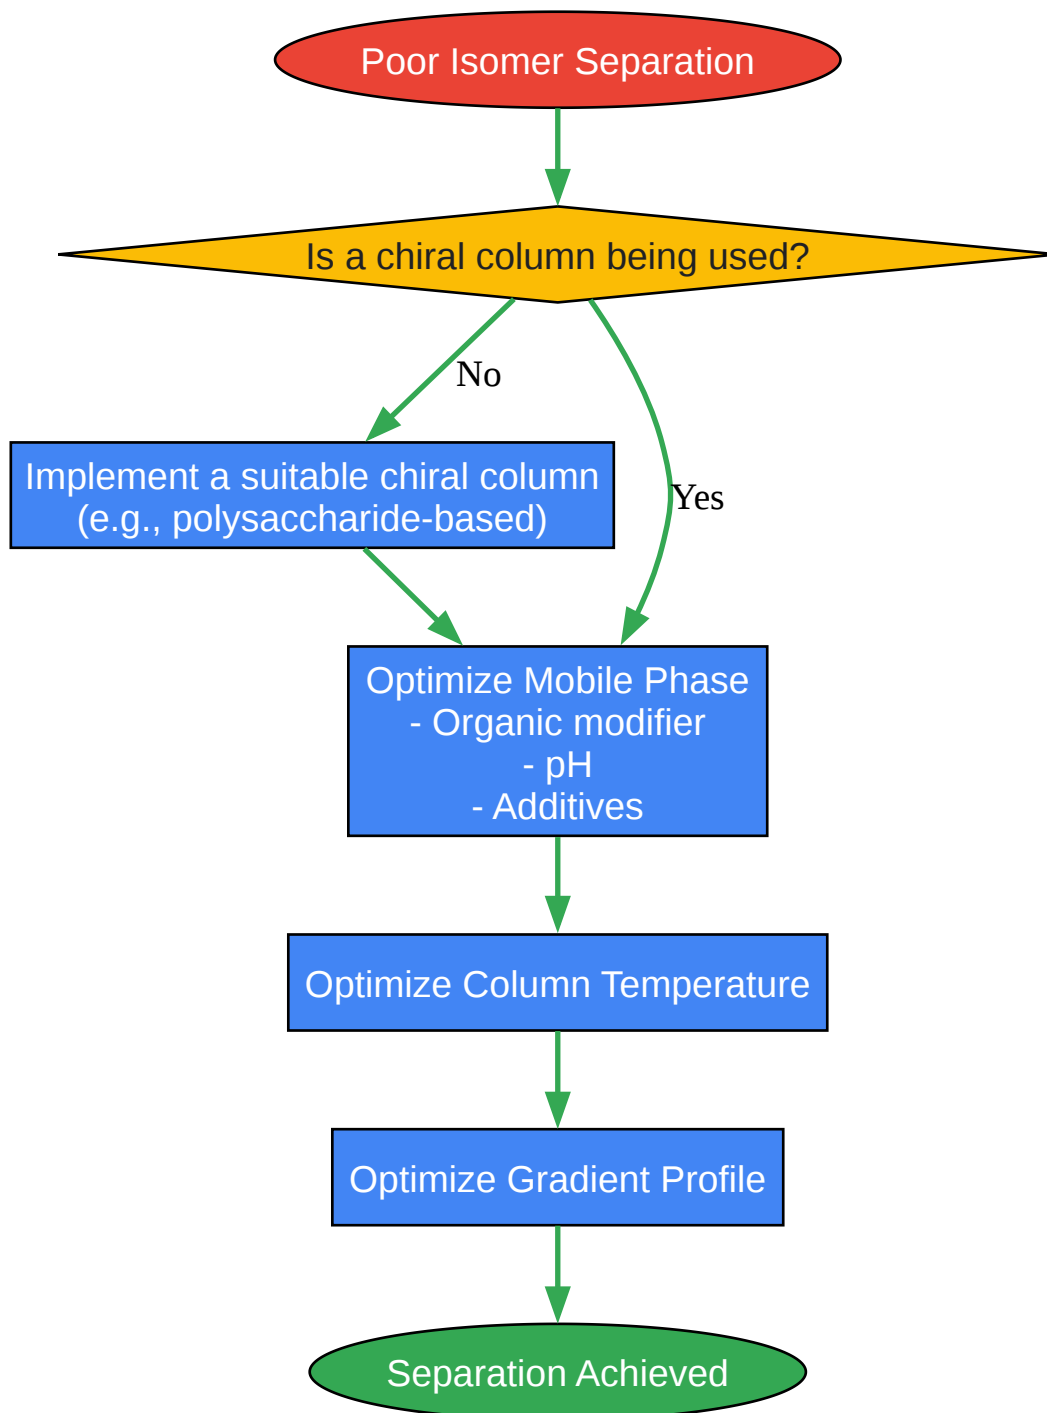 Poor Isomer Separation
Is a chiral column being used?
No
Implement a suitable chiral column
(e.g., polysaccharide-based)
Yes
Optimize Mobile Phase
- Organic modifier
- pH
- Additives
Optimize Column Temperature
Optimize Gradient Profile
Separation Achieved